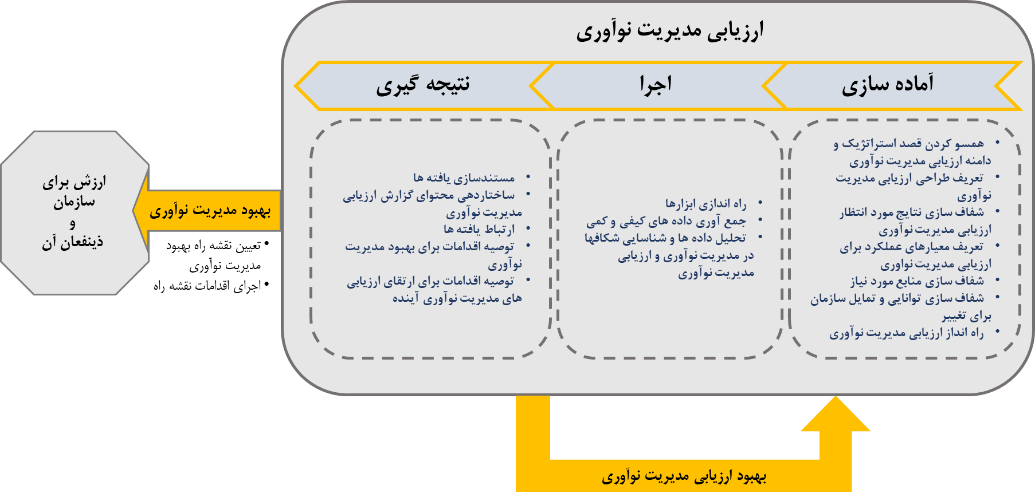 ارزیابی مدیریت نوآوری
آماده سازی
اجرا
نتیجه گیری
• همسو کردن قصد استراتژیک و
دامنه ارزیابی مدیریت نوآوری
• تعریف طراحی ارزیابی مدیریت
نوآوری
• شفاف سازی نتایج مورد انتظار
ارزیابی مدیریت نوآوری
• تعریف معیارهای عملکرد برای
ارزیابی مدیریت نواوری
• شفاف سازی منابع مورد نیاز
• شفاف سازی توانایی و تمایل سازمان
برای تغییر
• راه انداز ارزیابی مدیریت نوآوری
• راه اندازی ابزارها
• جمع آوری داده های کیفی و کمی
• تحلیل داده ها و شناسایی شکافها
در مدیریت نوآوری و ارزیابی
مدیریت نوآوری
• مستندسازی یافته ها
• ساختاردهی محتوای گزارش ارزیابی
مدیریت نوآوری
• ارتباط یافته ها
• توصیه اقدامات برای بهبود مدیریت
نوآوری
• توصیه اقدامات برای ارتقای ارزیابی
های مدیریت نوآوری آینده
بهبود مدیریت نوآوری
• تعیین نقشه راه بهبود
مدیریت نوآوری
• اجرای اقدامات نقشه راه
ارزش برای
سازمان
و
ذینفعان آن
بهبود ارزیابی مدیریت نوآوری